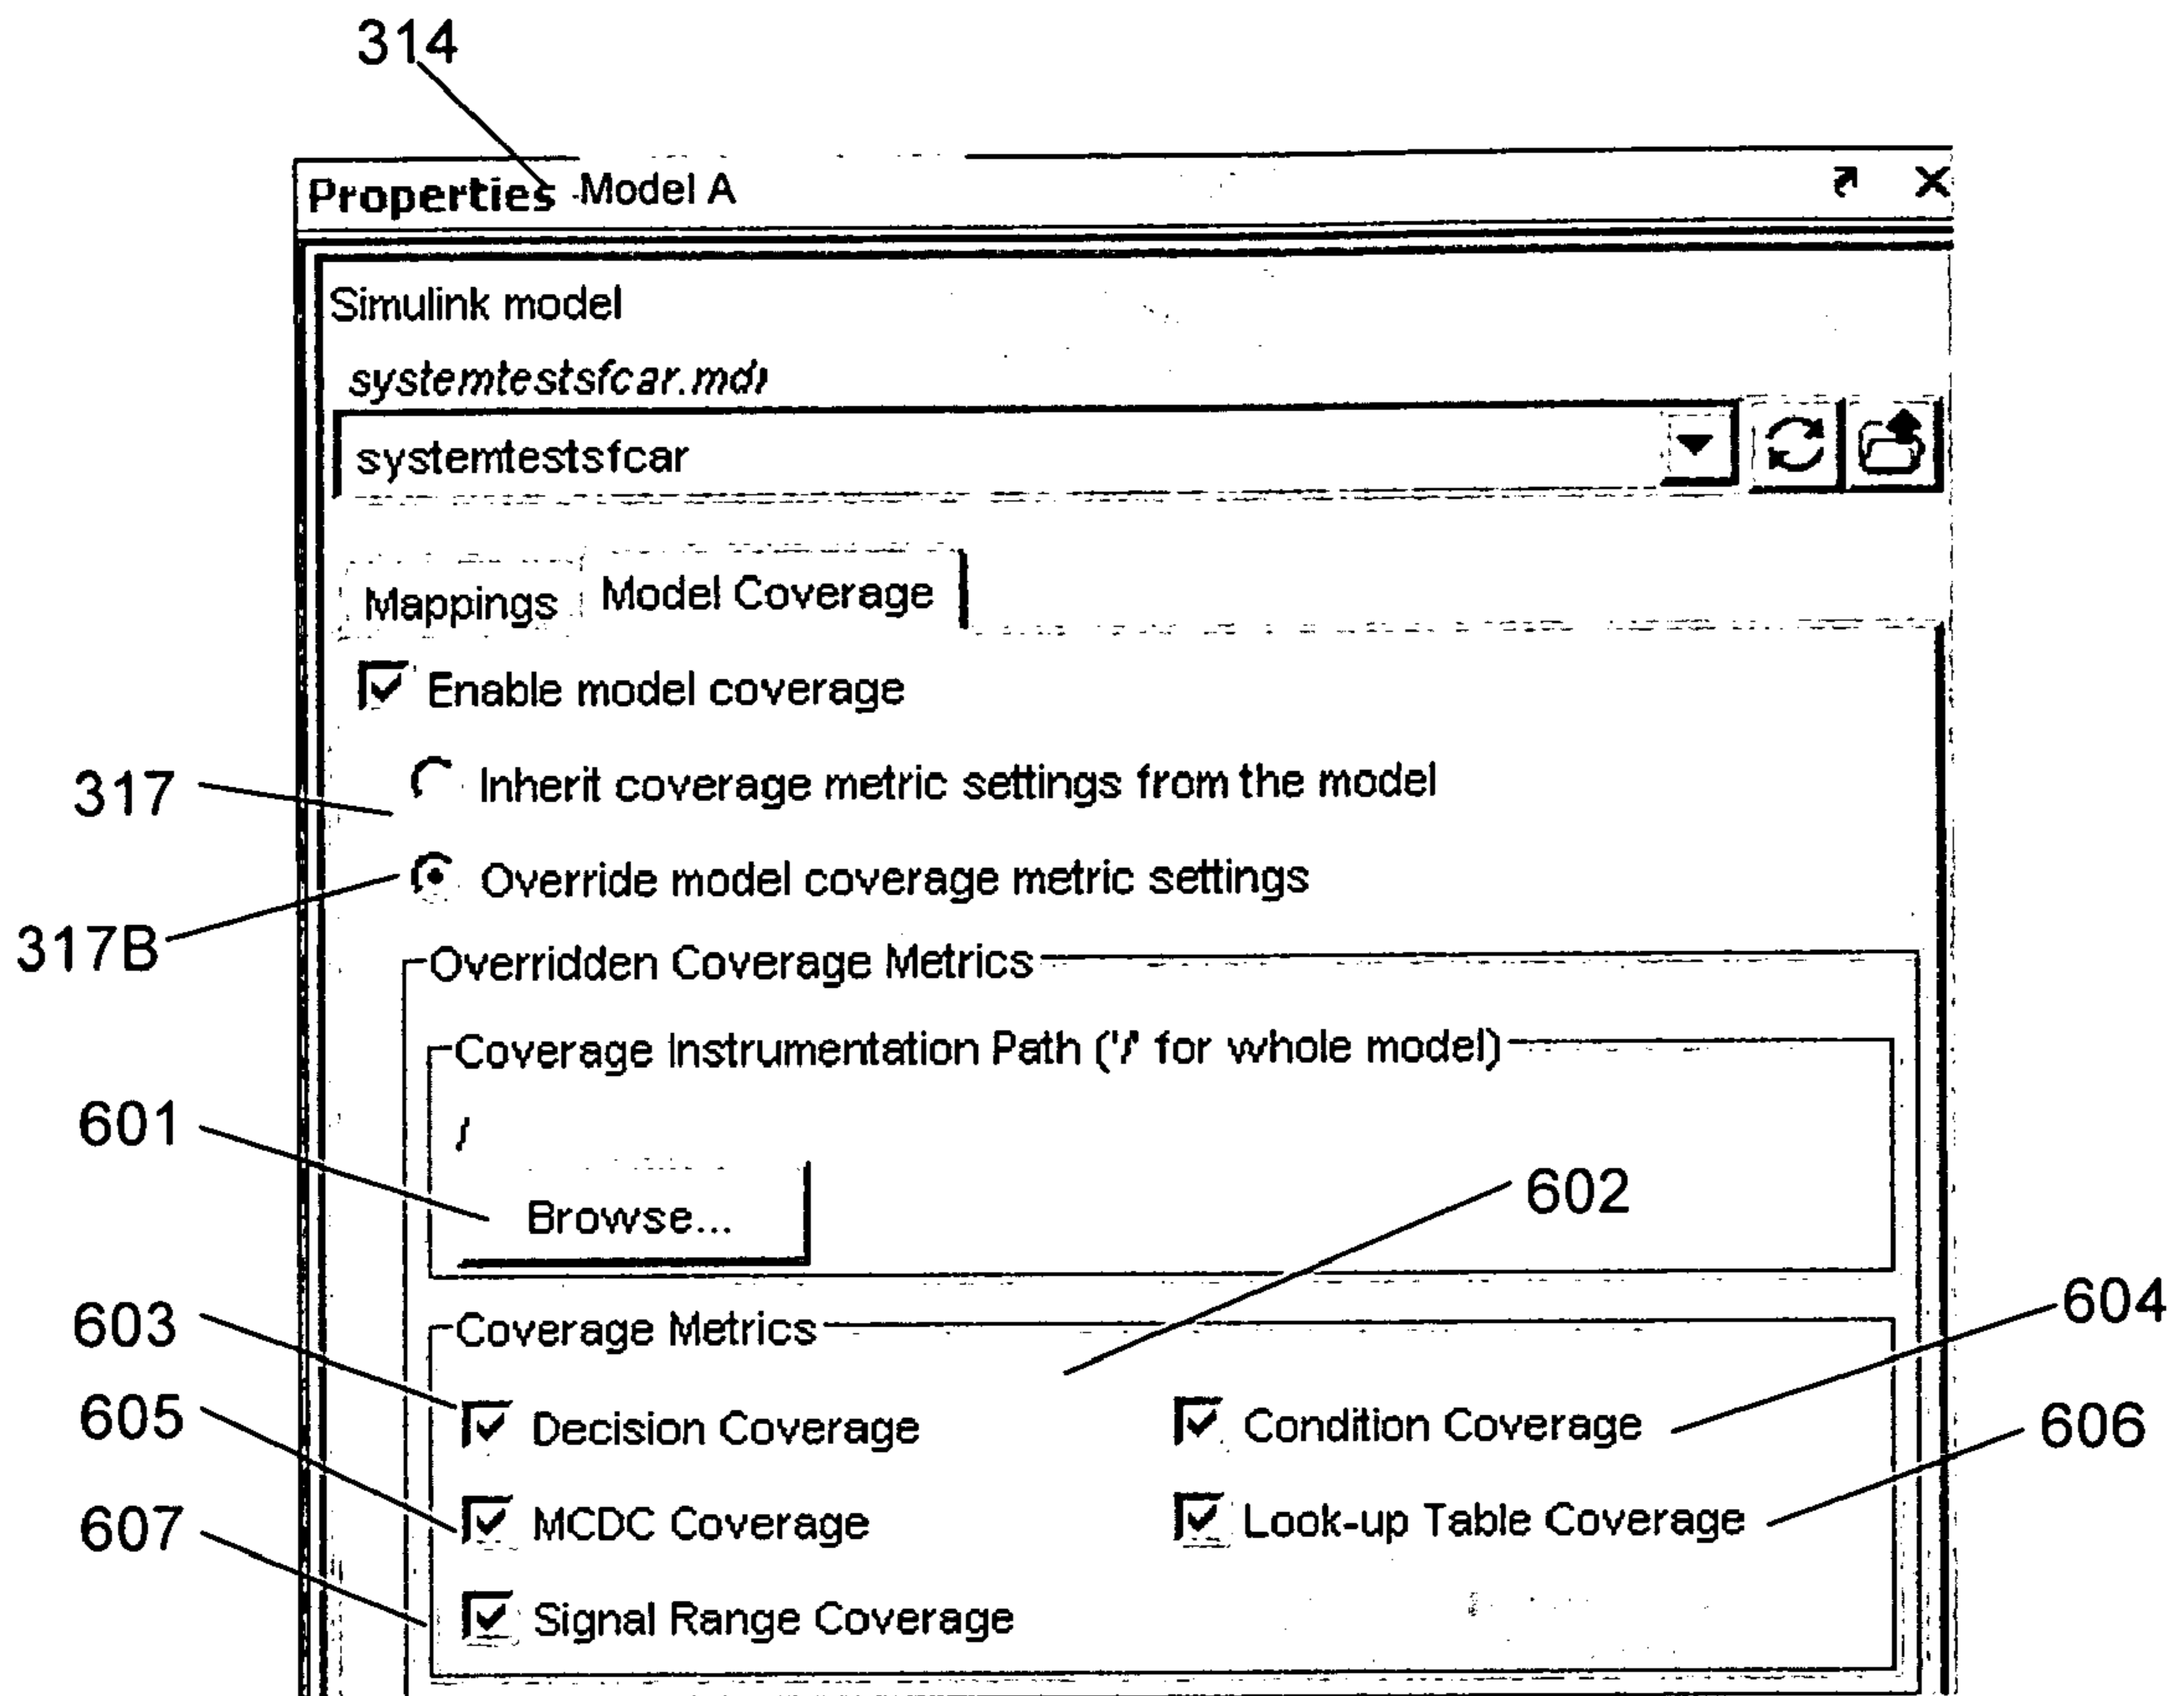 314
Properties - Model A
Simulink model
systemtestsfcar.mdl
systemtestsfcar
Mappings Model Coverage
Enable model coverage
317
Inherit coverage metric settings from the model
Override model coverage metric settings
317B
Overridden Coverage Metrics
Coverage Instrumentation Path ('/' for whole model)
601
/
Browse...
602
603
Coverage Metrics
604
605
Decision Coverage
Condition Coverage
606
607
MCDC Coverage
Look-up Table Coverage
Signal Range Coverage